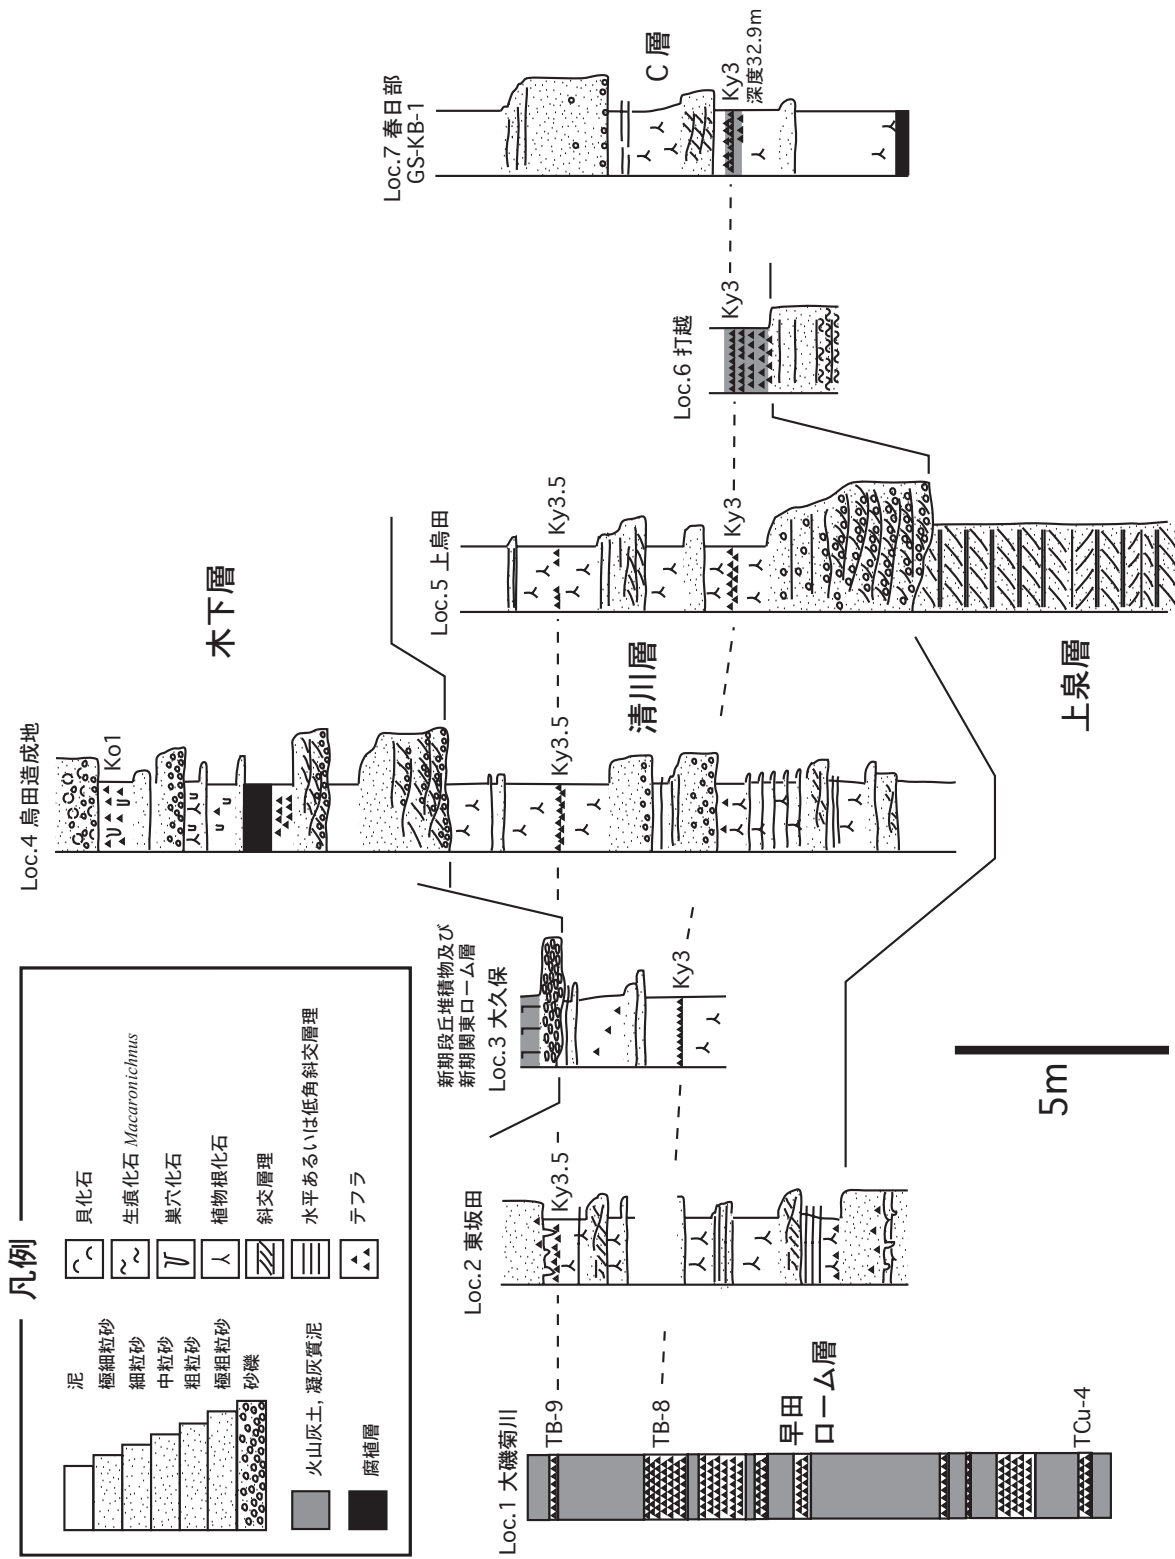 凡例
泥
極細粒砂
細粒砂
中粒砂
粗粒砂
極粗粒砂
砂礫
火山灰土, 凝灰質泥
腐植層
貝化石
生痕化石 Macaronichnus
巣穴化石
植物根化石
斜交層理
水平あるいは低角斜交層理
テフラ
Loc.1 大磯菊川
TB-9
TB-8
早田
ローム層
TCu-4
Loc.2 東坂田
Ky3.5
新期段丘堆積物及び
新期関東ローム層
Loc.3 大久保
Ky3
5m
Loc.4 鳥田造成地
Ko1
Ky3.5
木下層
清川層
上泉層
Loc.5 上鳥田
Ky3.5
Ky3
Loc.6 打越
Ky3
Loc.7 春日部
GS-KB-1
C 層
Ky3
深度32.9m